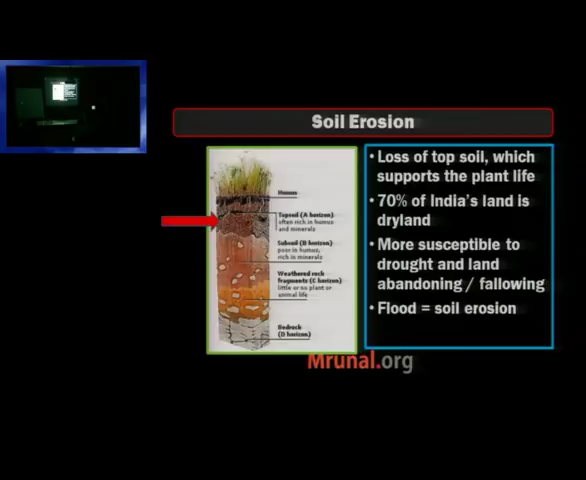 Soil Erosion
Humus
Topsoil (A horizon)
often rich in humus
and minerals
Subsoil (B horizon)
poor in humus,
rich in minerals
Weathered rock
fragments (C horizon)
little or no plant or
animal life
Bedrock
(D horizon)
• Loss of top soil, which
supports the plant life
• 70% of India's land is
dryland
• More susceptible to
drought and land
abandoning / fallowing
• Flood = soil erosion
Mrunal.org